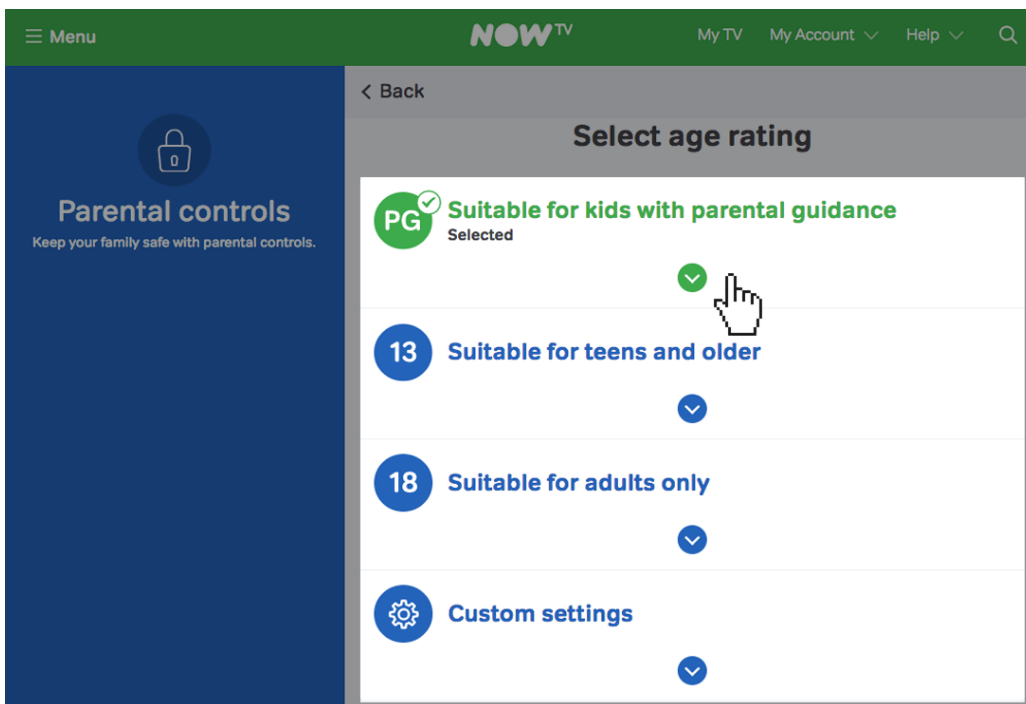 Menu
NOW TV
My TV
My Account
Help
Parental controls
Keep your family safe with parental controls.
Back
Select age rating
PG
Suitable for kids with parental guidance
Selected
13
Suitable for teens and older
18
Suitable for adults only
Custom settings